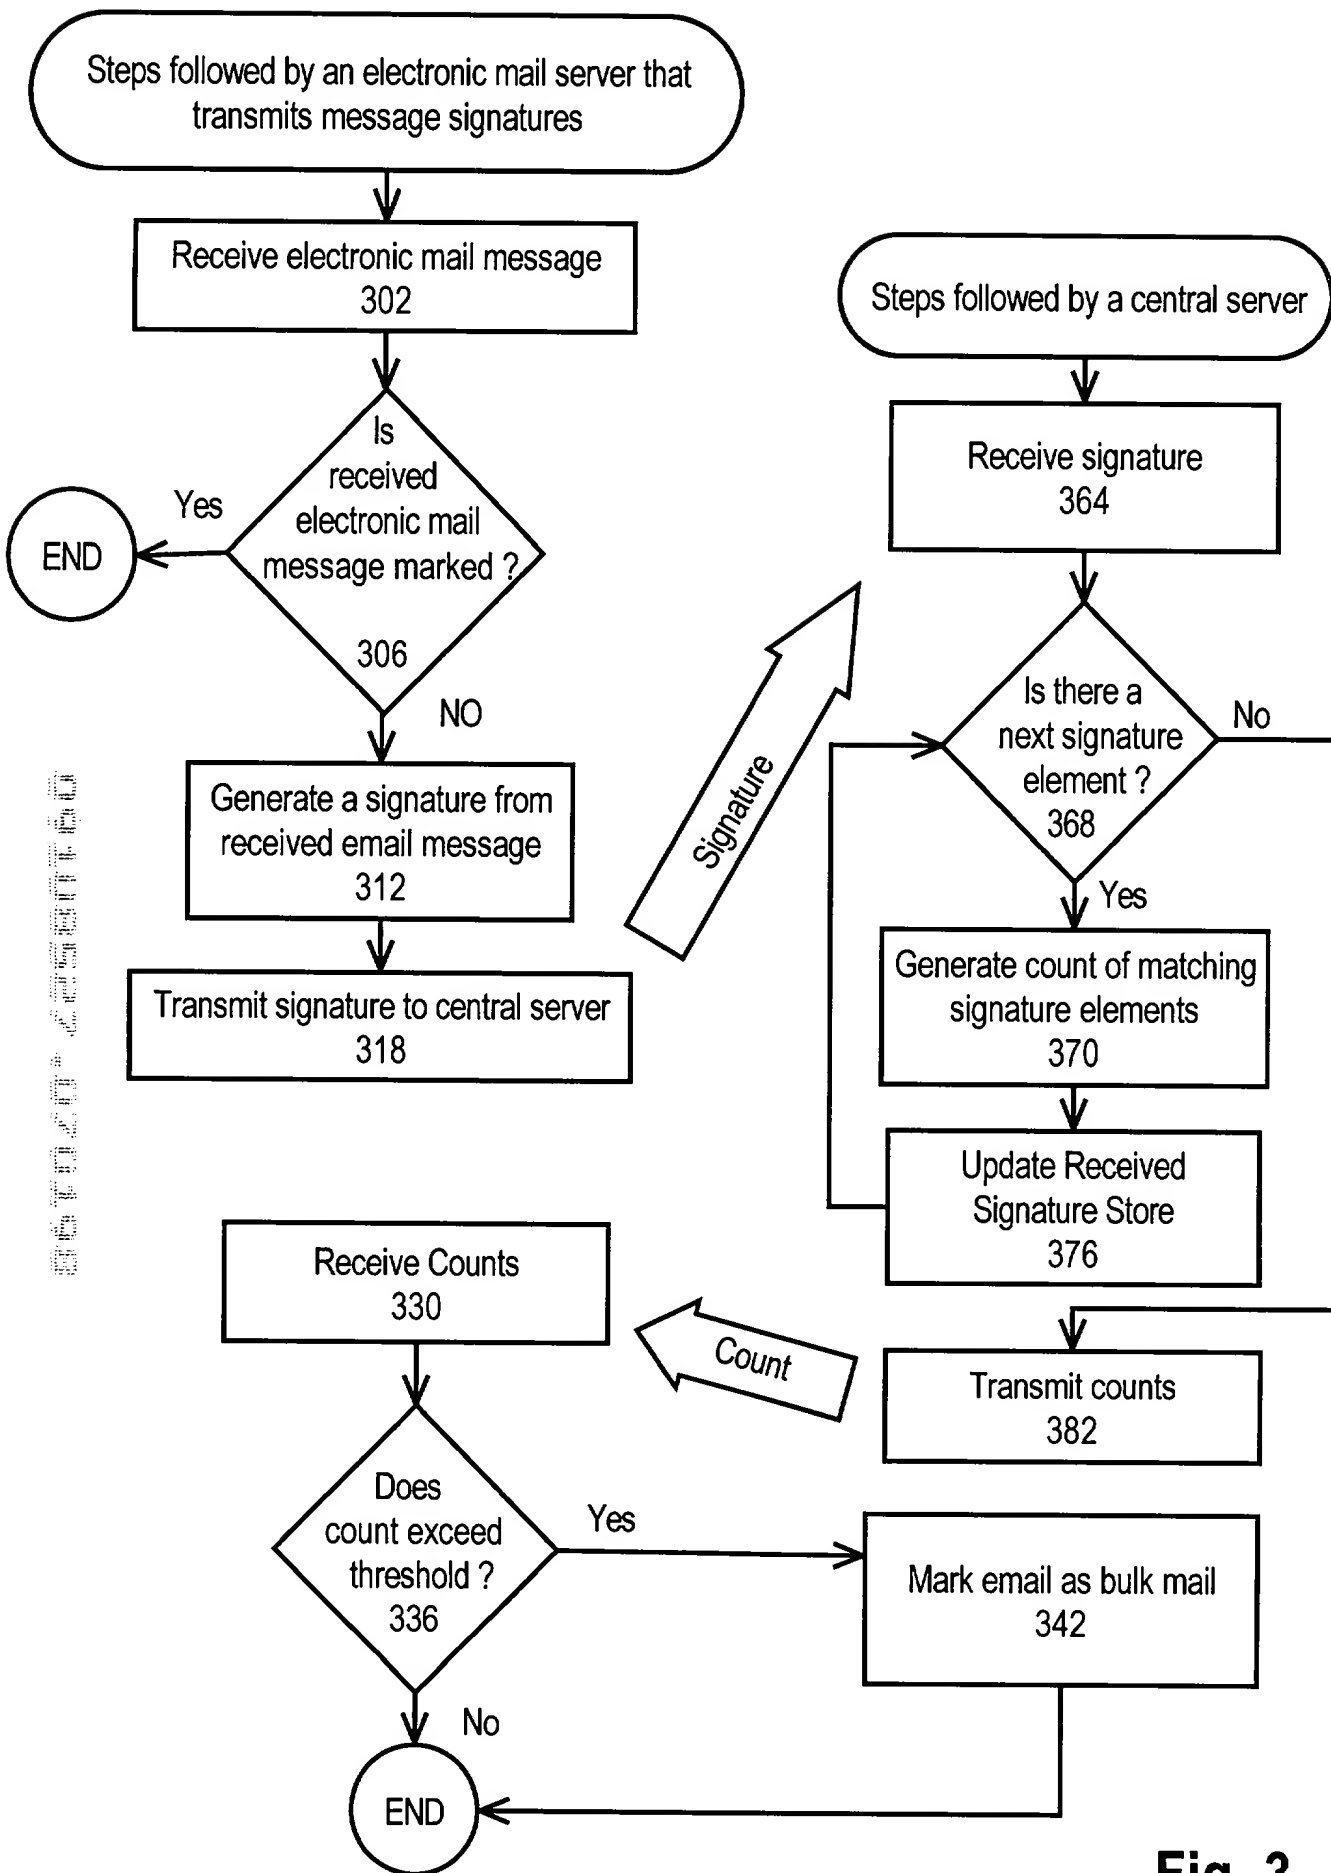 Steps followed by an electronic mail server that
transmits message signatures
Receive electronic mail message
302
Is
received
electronic mail
message marked ?
306
Yes
END
NO
Generate a signature from
received email message
312
Transmit signature to central server
318
Signature
Steps followed by a central server
Receive signature
364
Is there a
next signature
element ?
368
No
Yes
Generate count of matching
signature elements
370
Update Received
Signature Store
376
Transmit counts
382
Count
Receive Counts
330
Does
count exceed
threshold ?
336
Yes
Mark email as bulk mail
342
No
END